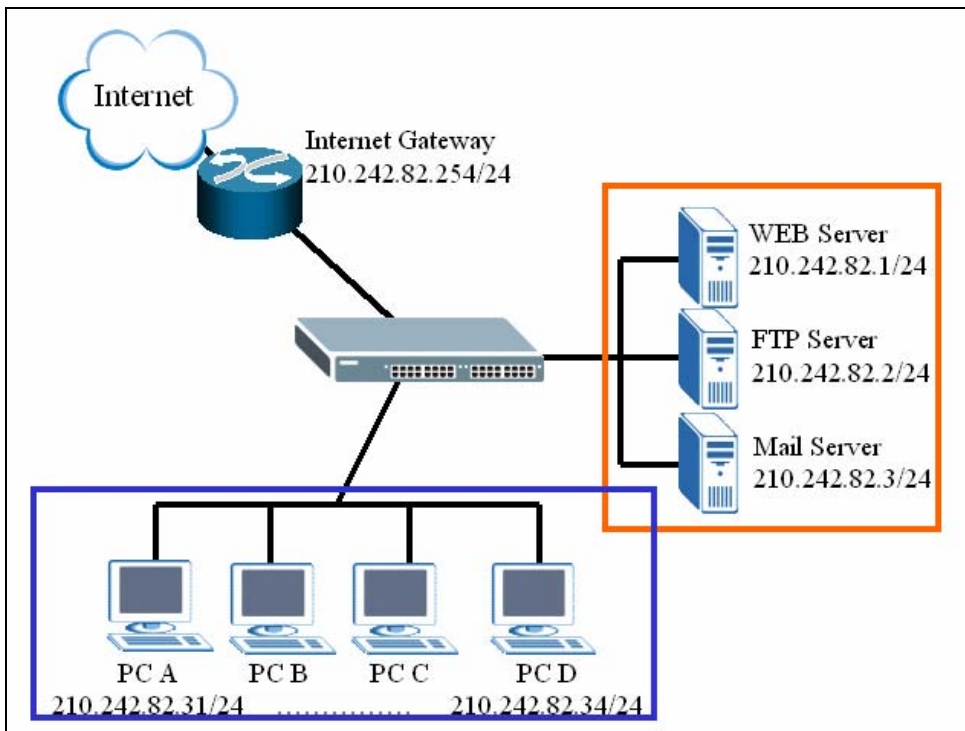 Internet
Internet Gateway
210.242.82.254/24
WEB Server
210.242.82.1/24
FTP Server
210.242.82.2/24
Mail Server
210.242.82.3/24
PC A PC B PC C PC D
210.242.82.31/24 ............... 210.242.82.34/24